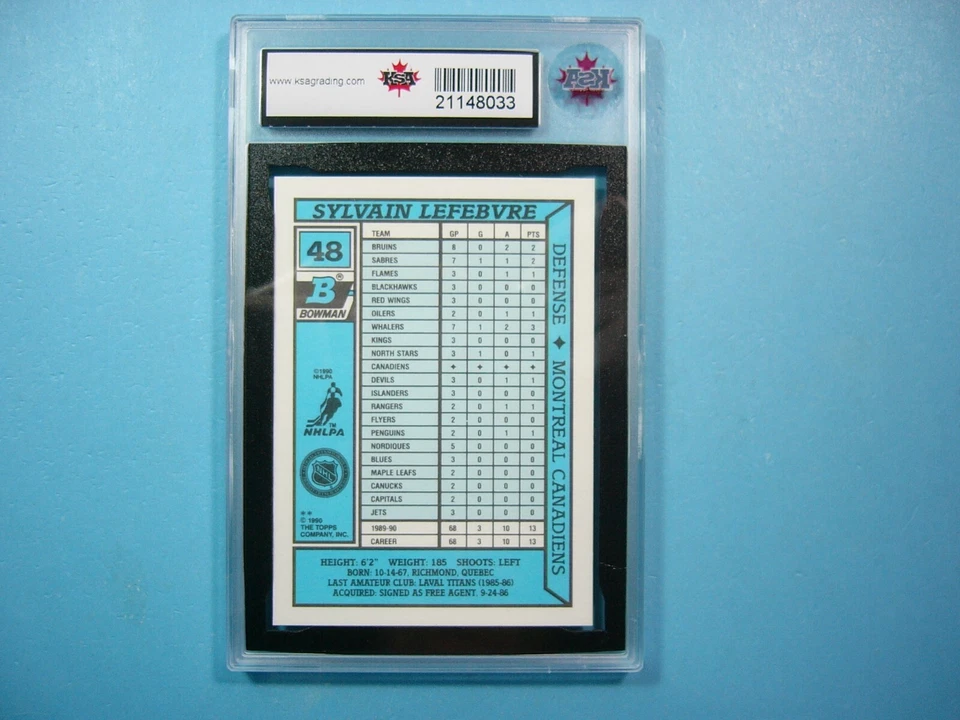 www.ksagrading.com KSA
21148033
KSA
SYLVAIN LEFEBVRE
48
B®
BOWMAN
©1990
NHLPA
™
NHLPA
NHL
**
© 1990
THE TOPPS
COMPANY, INC.
TEAM GP G A PTS
BRUINS 8 0 2 2
SABRES 7 1 1 2
FLAMES 3 0 1 1
BLACKHAWKS 3 0 0 0
RED WINGS 3 0 0 0
OILERS 2 0 1 1
WHALERS 7 1 2 3
KINGS 3 0 0 0
NORTH STARS 3 1 0 1
CANADIENS ✦ ✦ ✦ ✦
DEVILS 3 0 1 1
ISLANDERS 3 0 0 0
RANGERS 2 0 1 1
FLYERS 2 0 0 0
PENGUINS 2 0 1 1
NORDIQUES 5 0 0 0
BLUES 3 0 0 0
MAPLE LEAFS 2 0 0 0
CANUCKS 2 0 0 0
CAPITALS 2 0 0 0
JETS 3 0 0 0
1989-90 68 3 10 13
CAREER 68 3 10 13
DEFENSE ✦ MONTREAL CANADIENS
HEIGHT: 6'2" WEIGHT: 185 SHOOTS: LEFT
BORN: 10-14-67, RICHMOND, QUEBEC
LAST AMATEUR CLUB: LAVAL TITANS (1985-86)
ACQUIRED: SIGNED AS FREE AGENT. 9-24-86